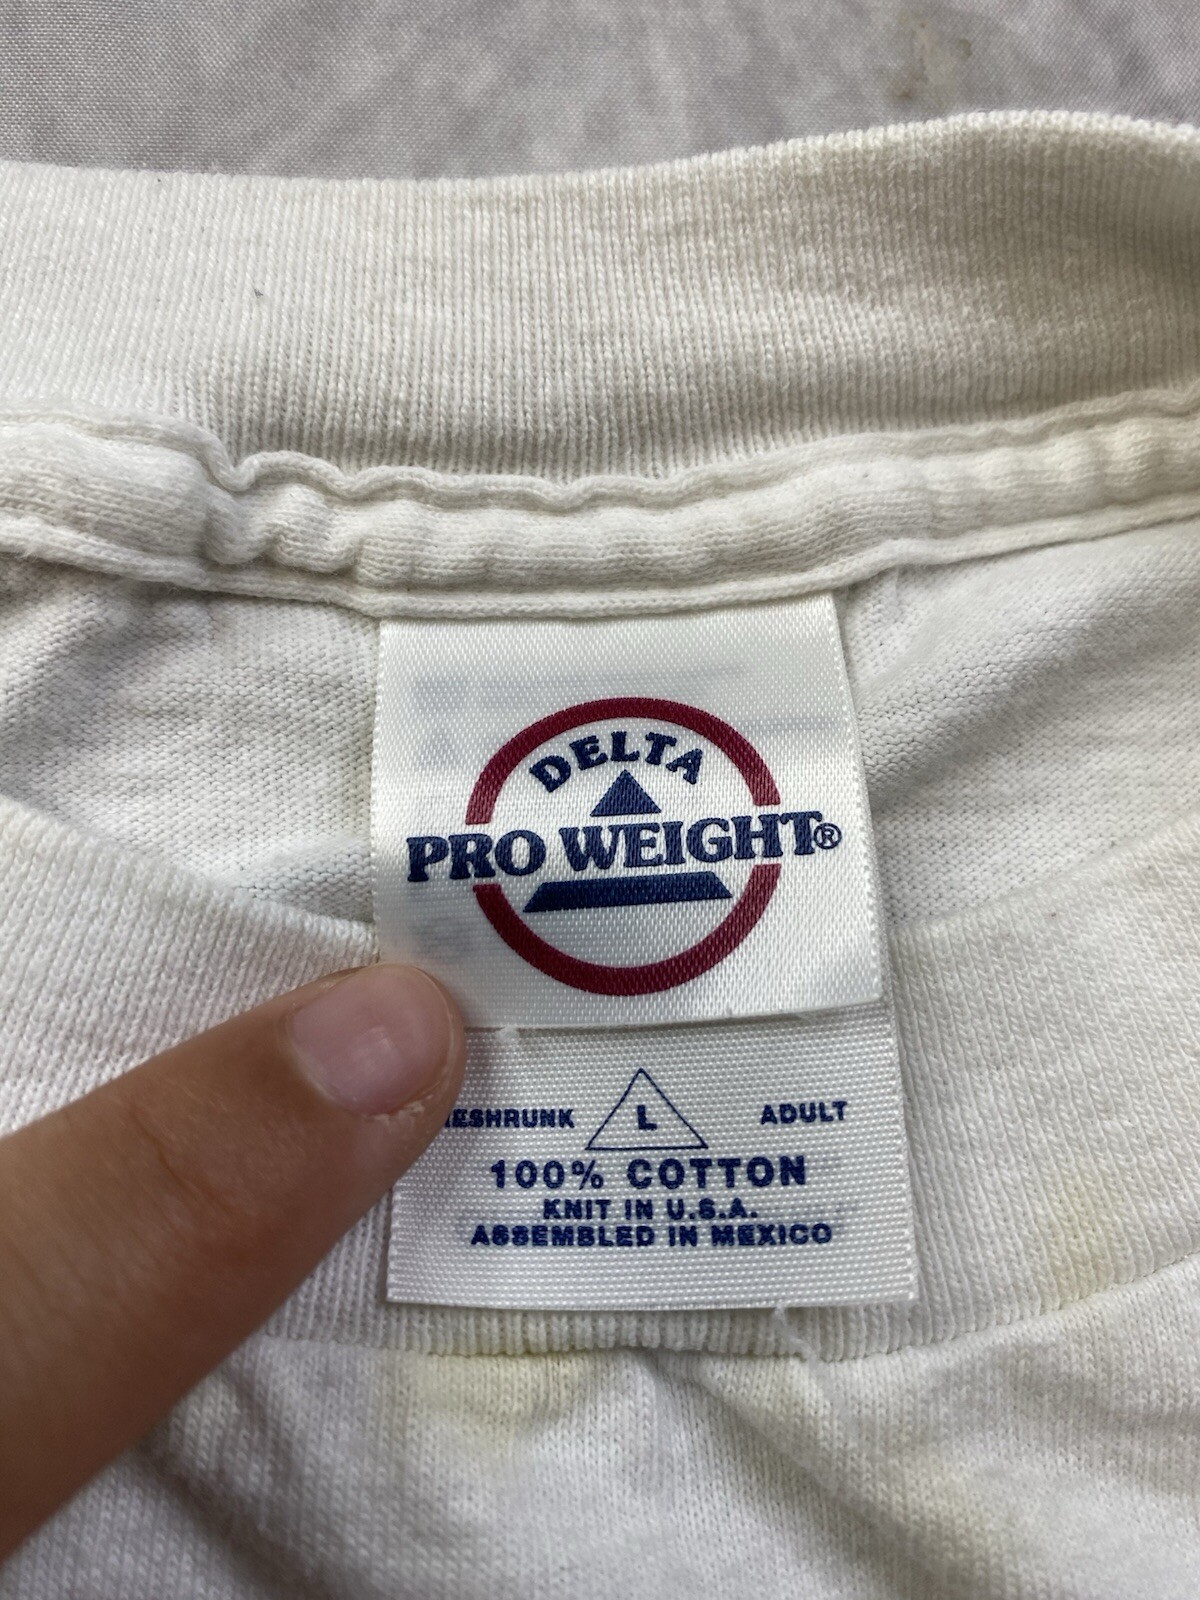 DELTA
PRO WEIGHT®
ESHRUNK L ADULT
100% COTTON
KNIT IN U.S.A.
ASSEMBLED IN MEXICO